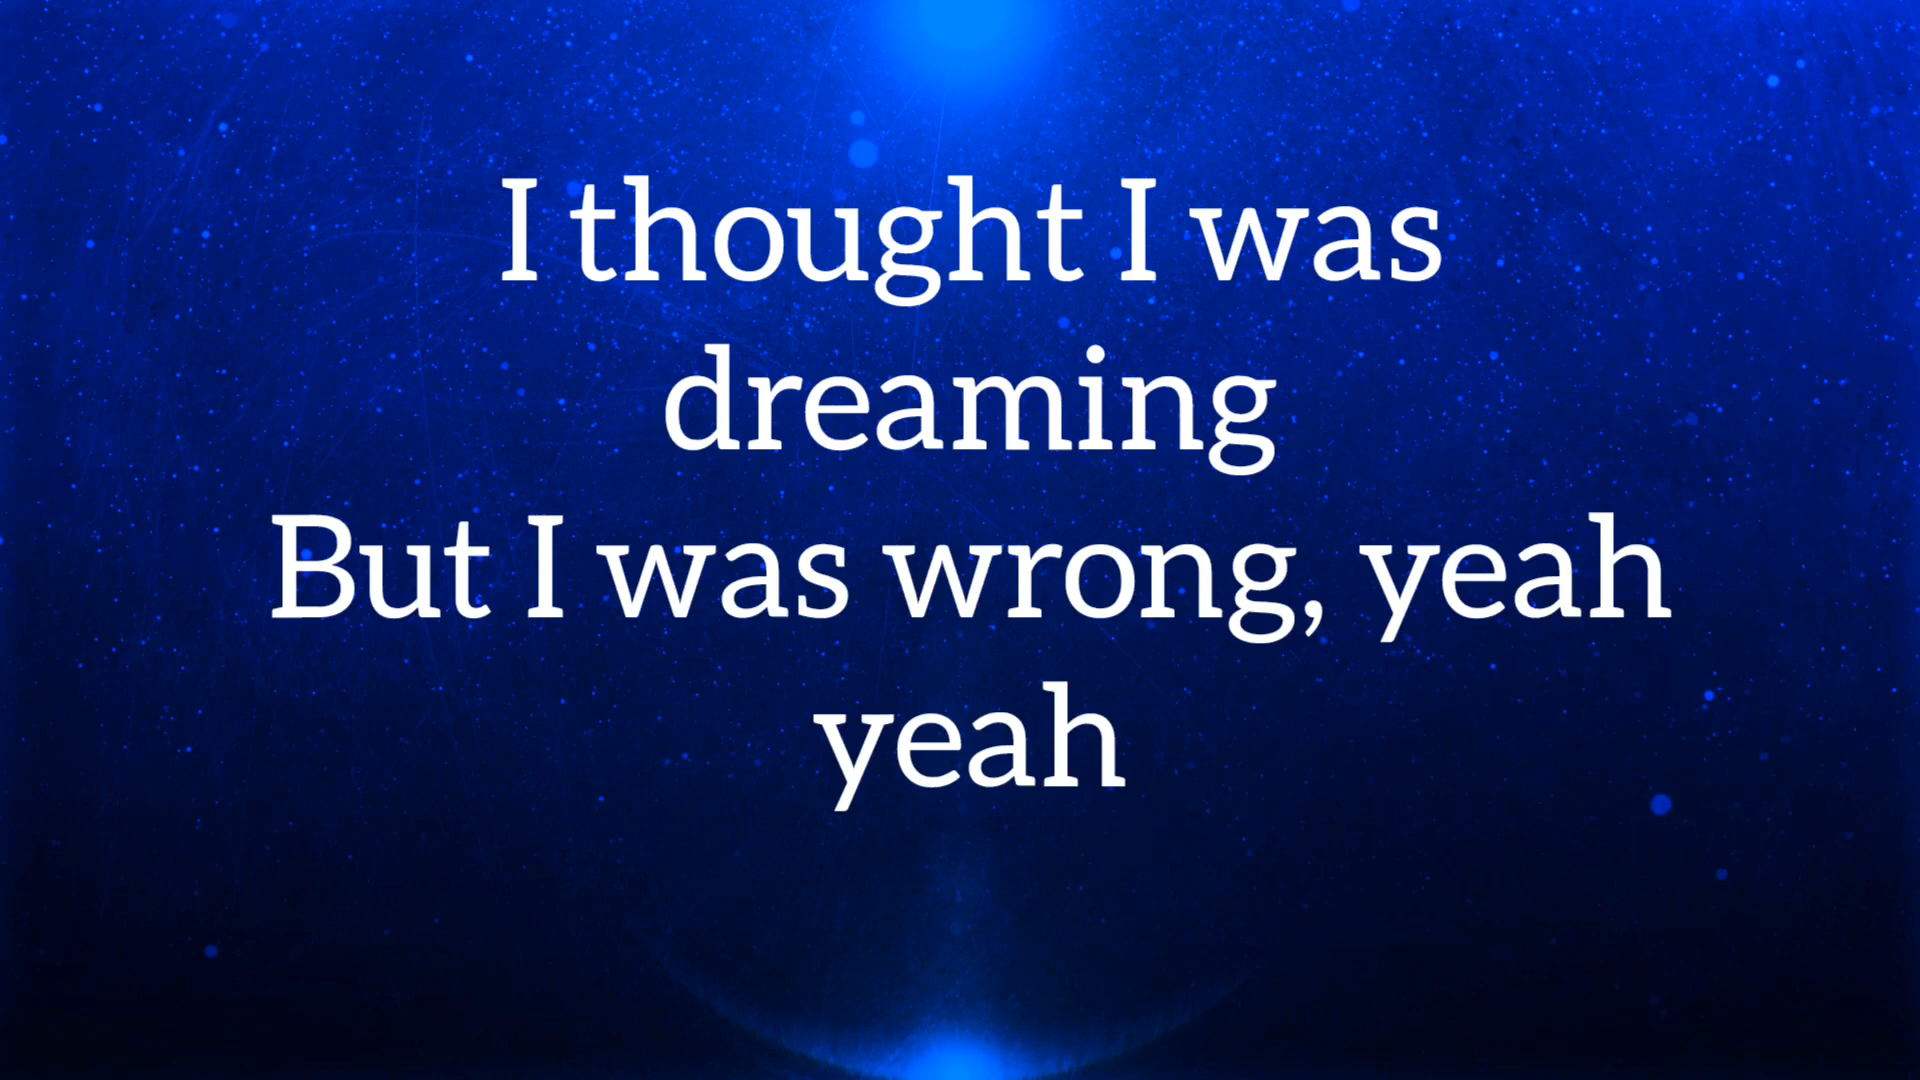 I thought I was
dreaming
But I was wrong, yeah
yeah